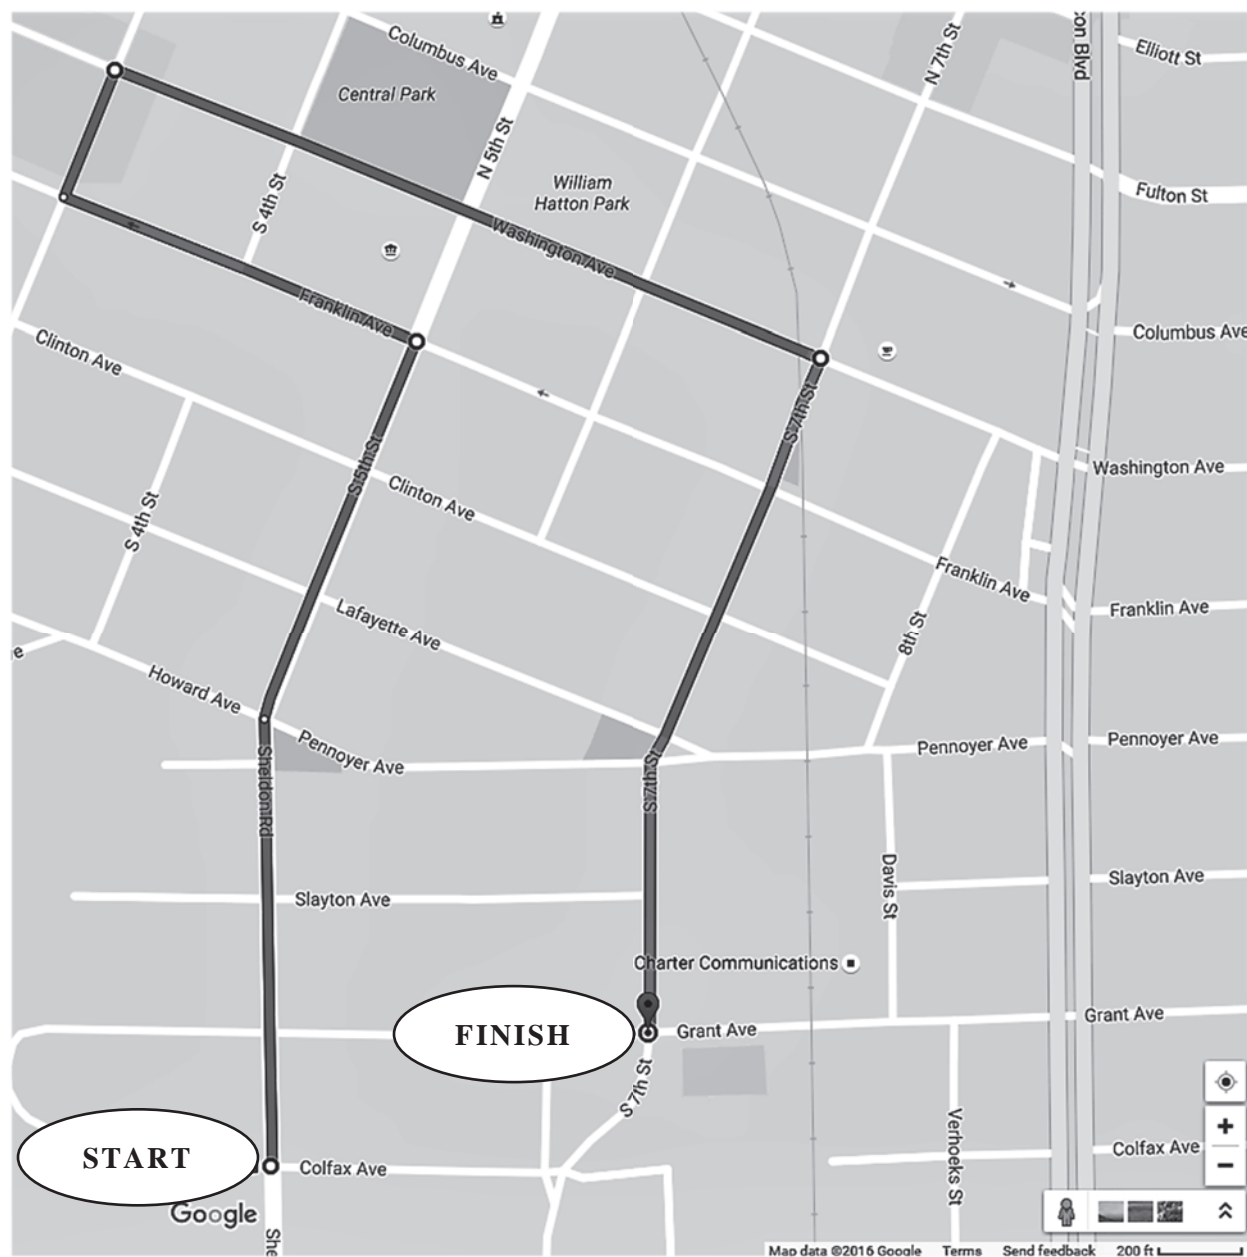 Columbus Ave
N 7th St
con Blvd
Elliott St
Central Park
N 5th St
William
Hatton Park
S 4th St
Fulton St
Washington Ave
Franklin Ave
Clinton Ave
Columbus Ave
S 7th St
S 5th St
Clinton Ave
Washington Ave
S 4th St
Franklin Ave
Franklin Ave
Lafayette Ave
8th St
e
Howard Ave
Pennoyer Ave
Pennoyer Ave
Pennoyer Ave
Sheldon Rd
S 7th St
Davis St
Slayton Ave
Slayton Ave
Charter Communications
FINISH
Grant Ave
Grant Ave
S 7th St
START
Colfax Ave
Verhoeks St
Colfax Ave
+
−
Google
She
Map data ©2016 Google Terms Send feedback 200 ft